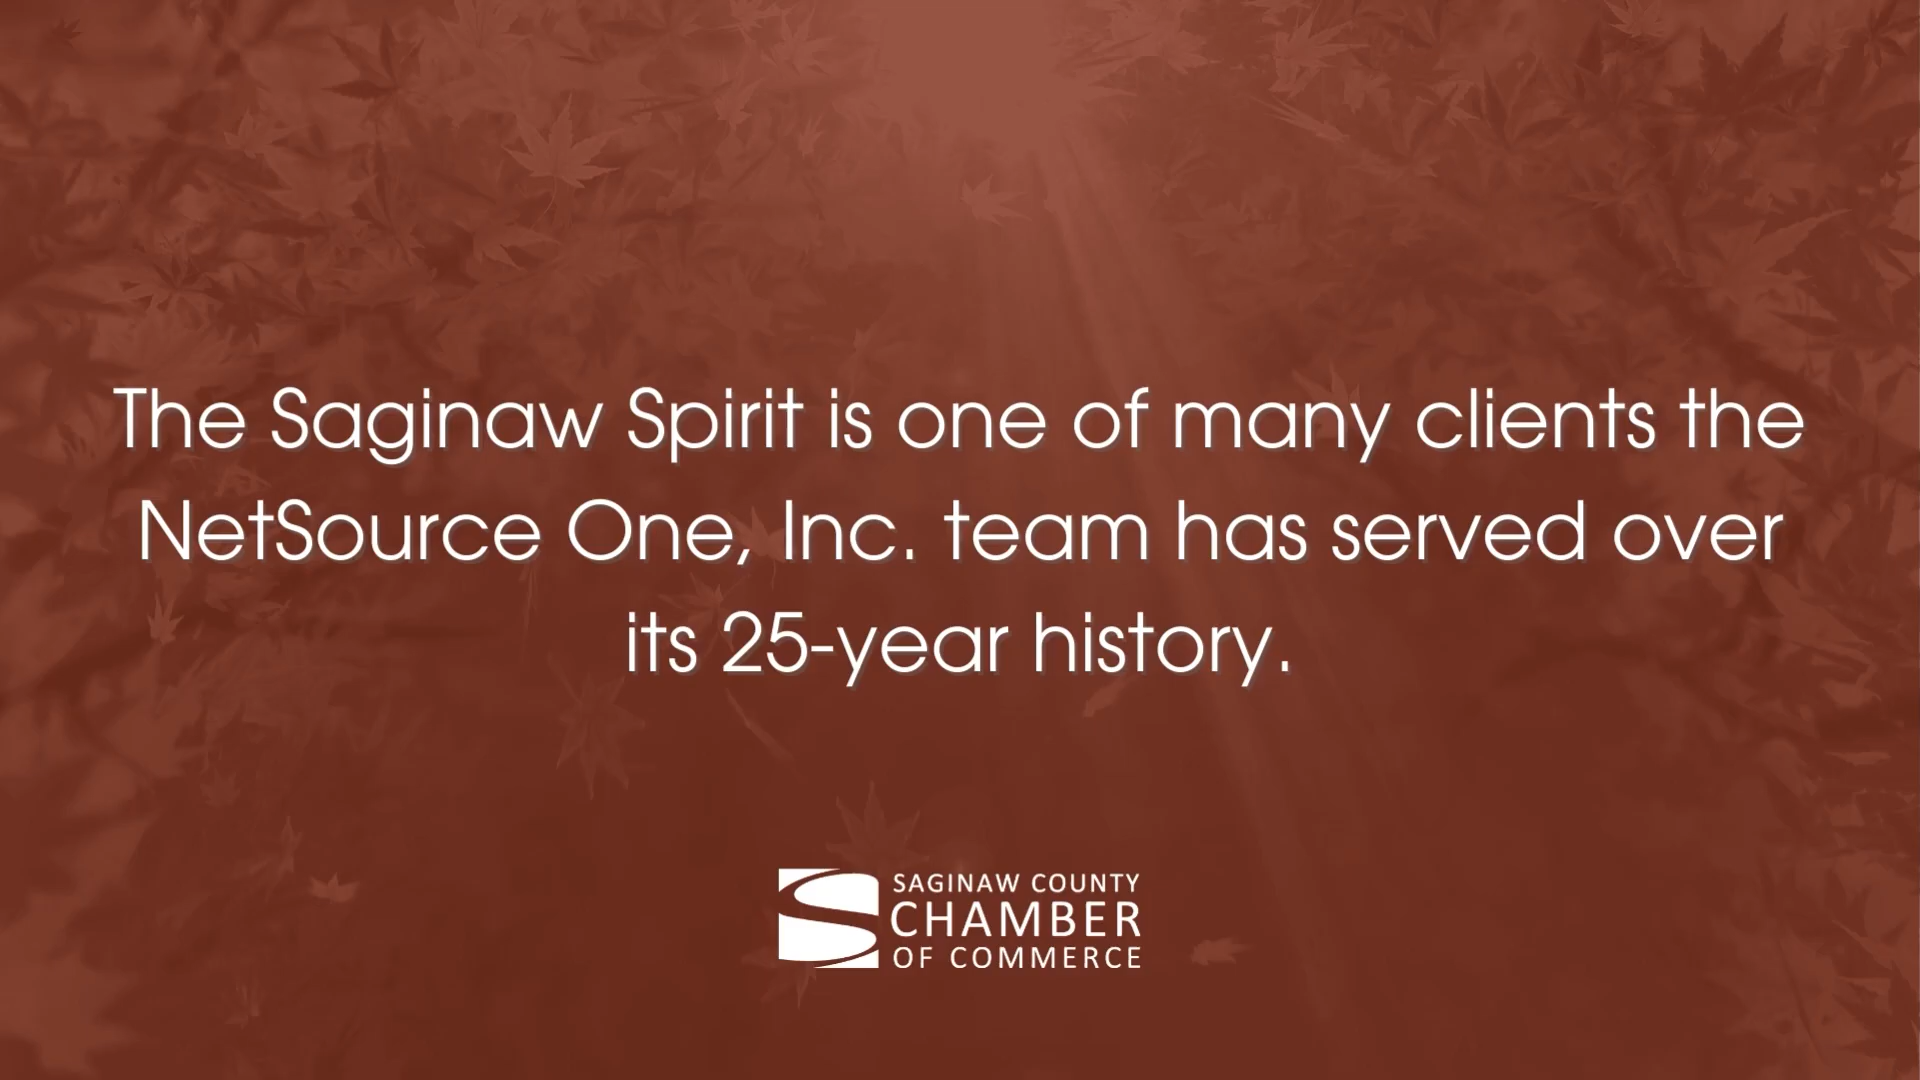 The Saginaw Spirit is one of many clients the
NetSource One, Inc. team has served over
its 25-year history.
SAGINAW COUNTY
CHAMBER
OF COMMERCE